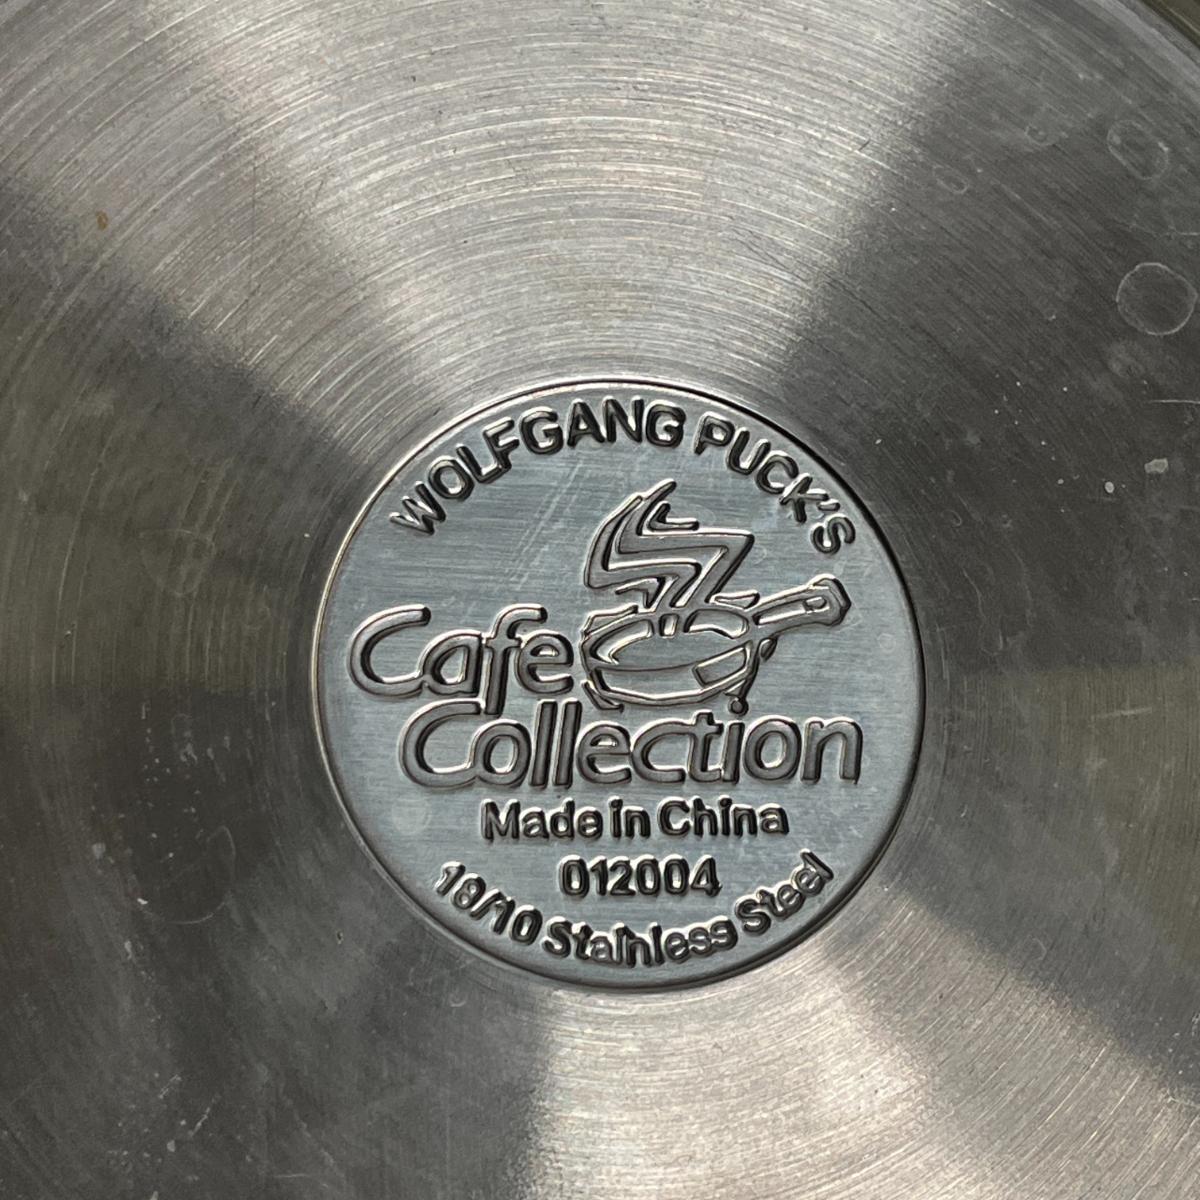 WOLFGANG PUCK'S
Cafe
Collection
Made in China
012004
18/10 Stainless Steel